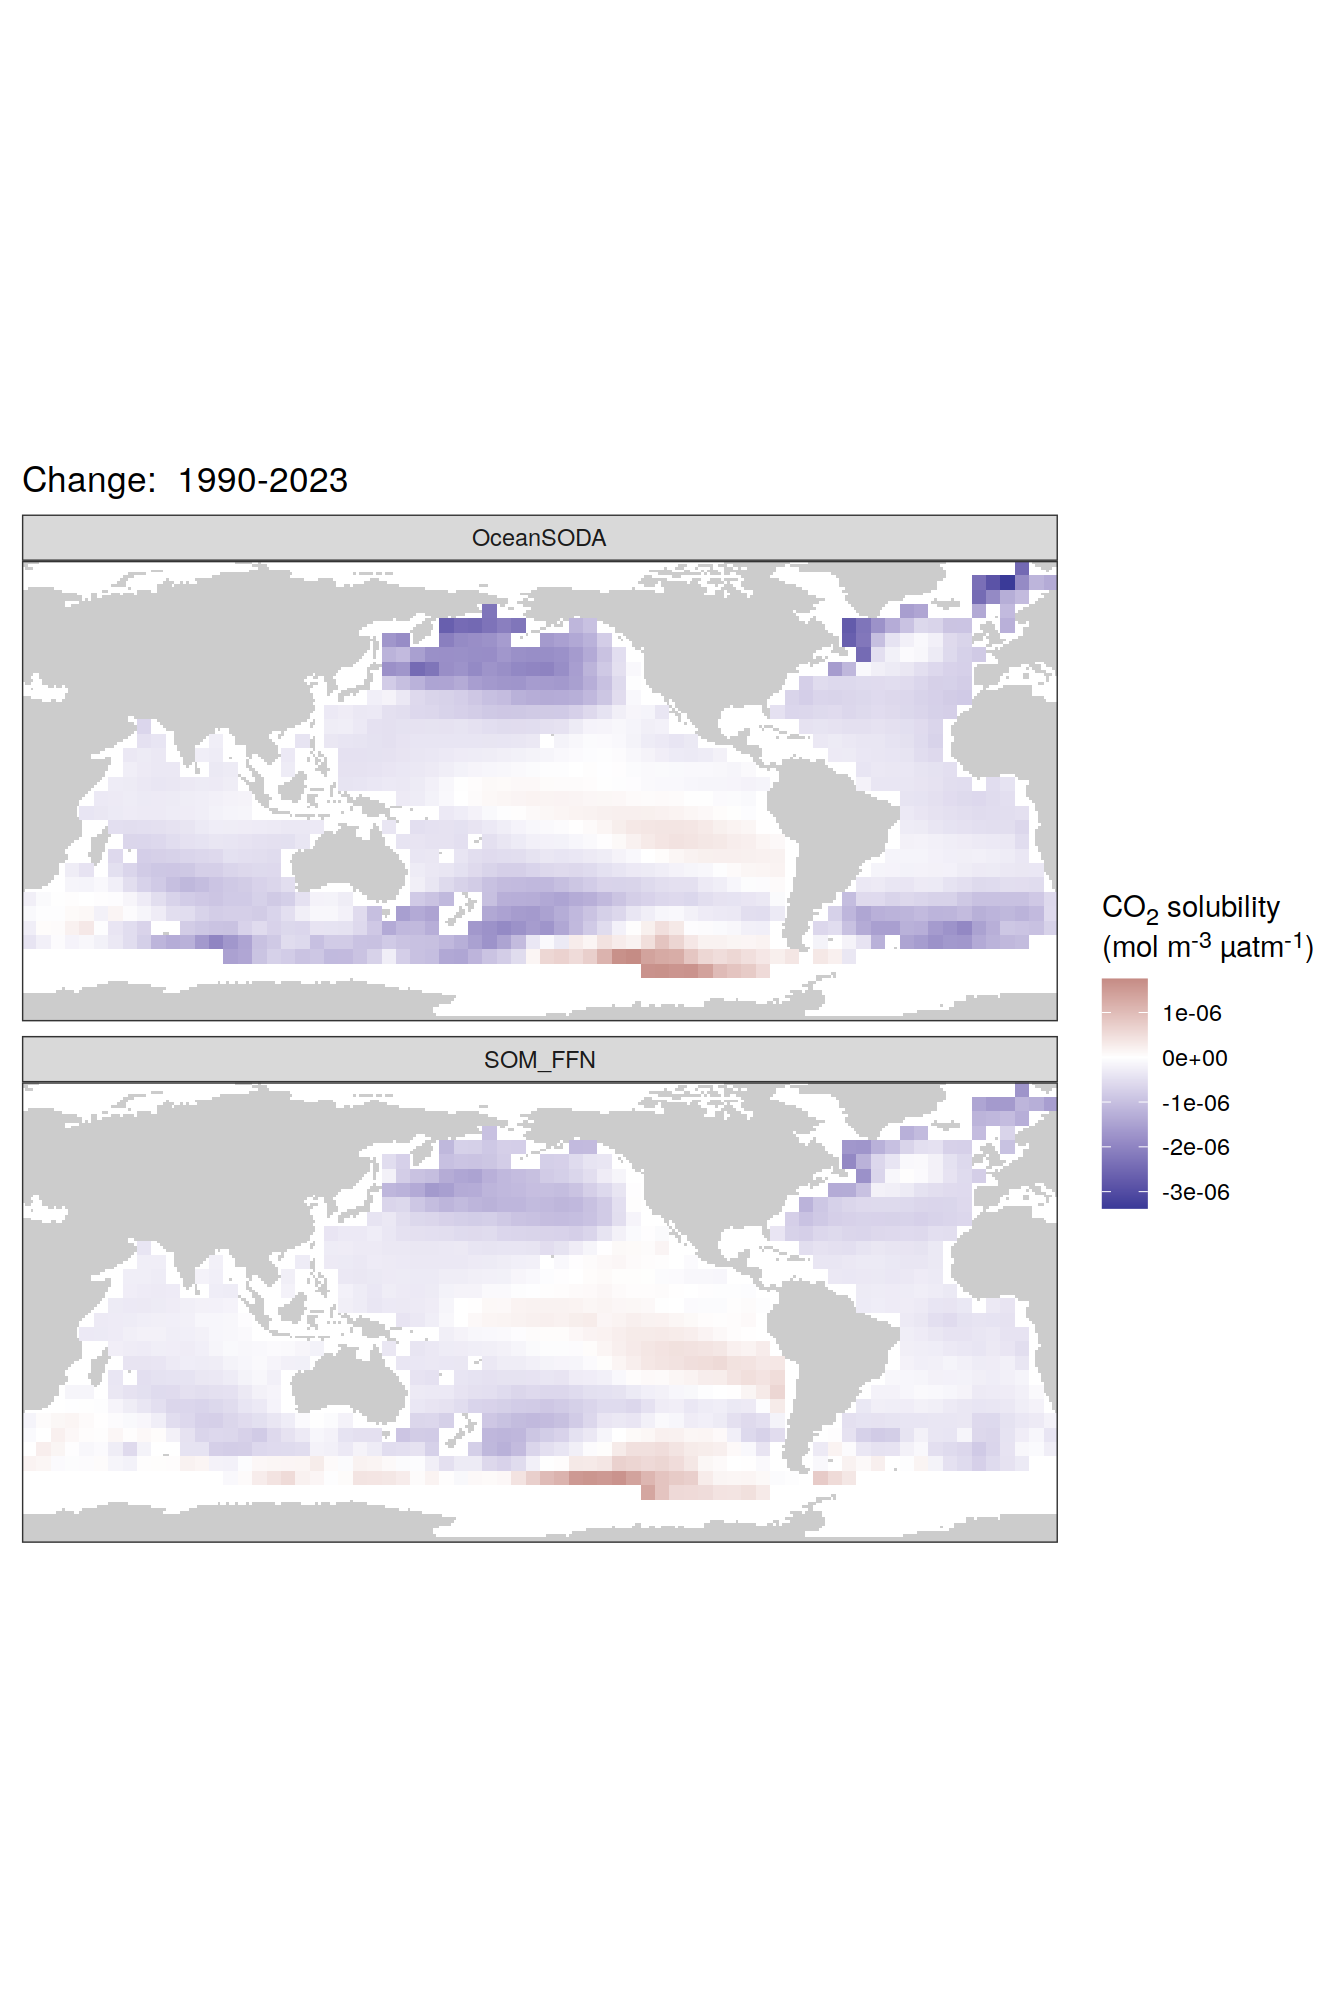 Change:  1990-2023
OceanSODA
SOM_FFN
CO₂ solubility
(mol m⁻³ µatm⁻¹)
1e-06
0e+00
-1e-06
-2e-06
-3e-06